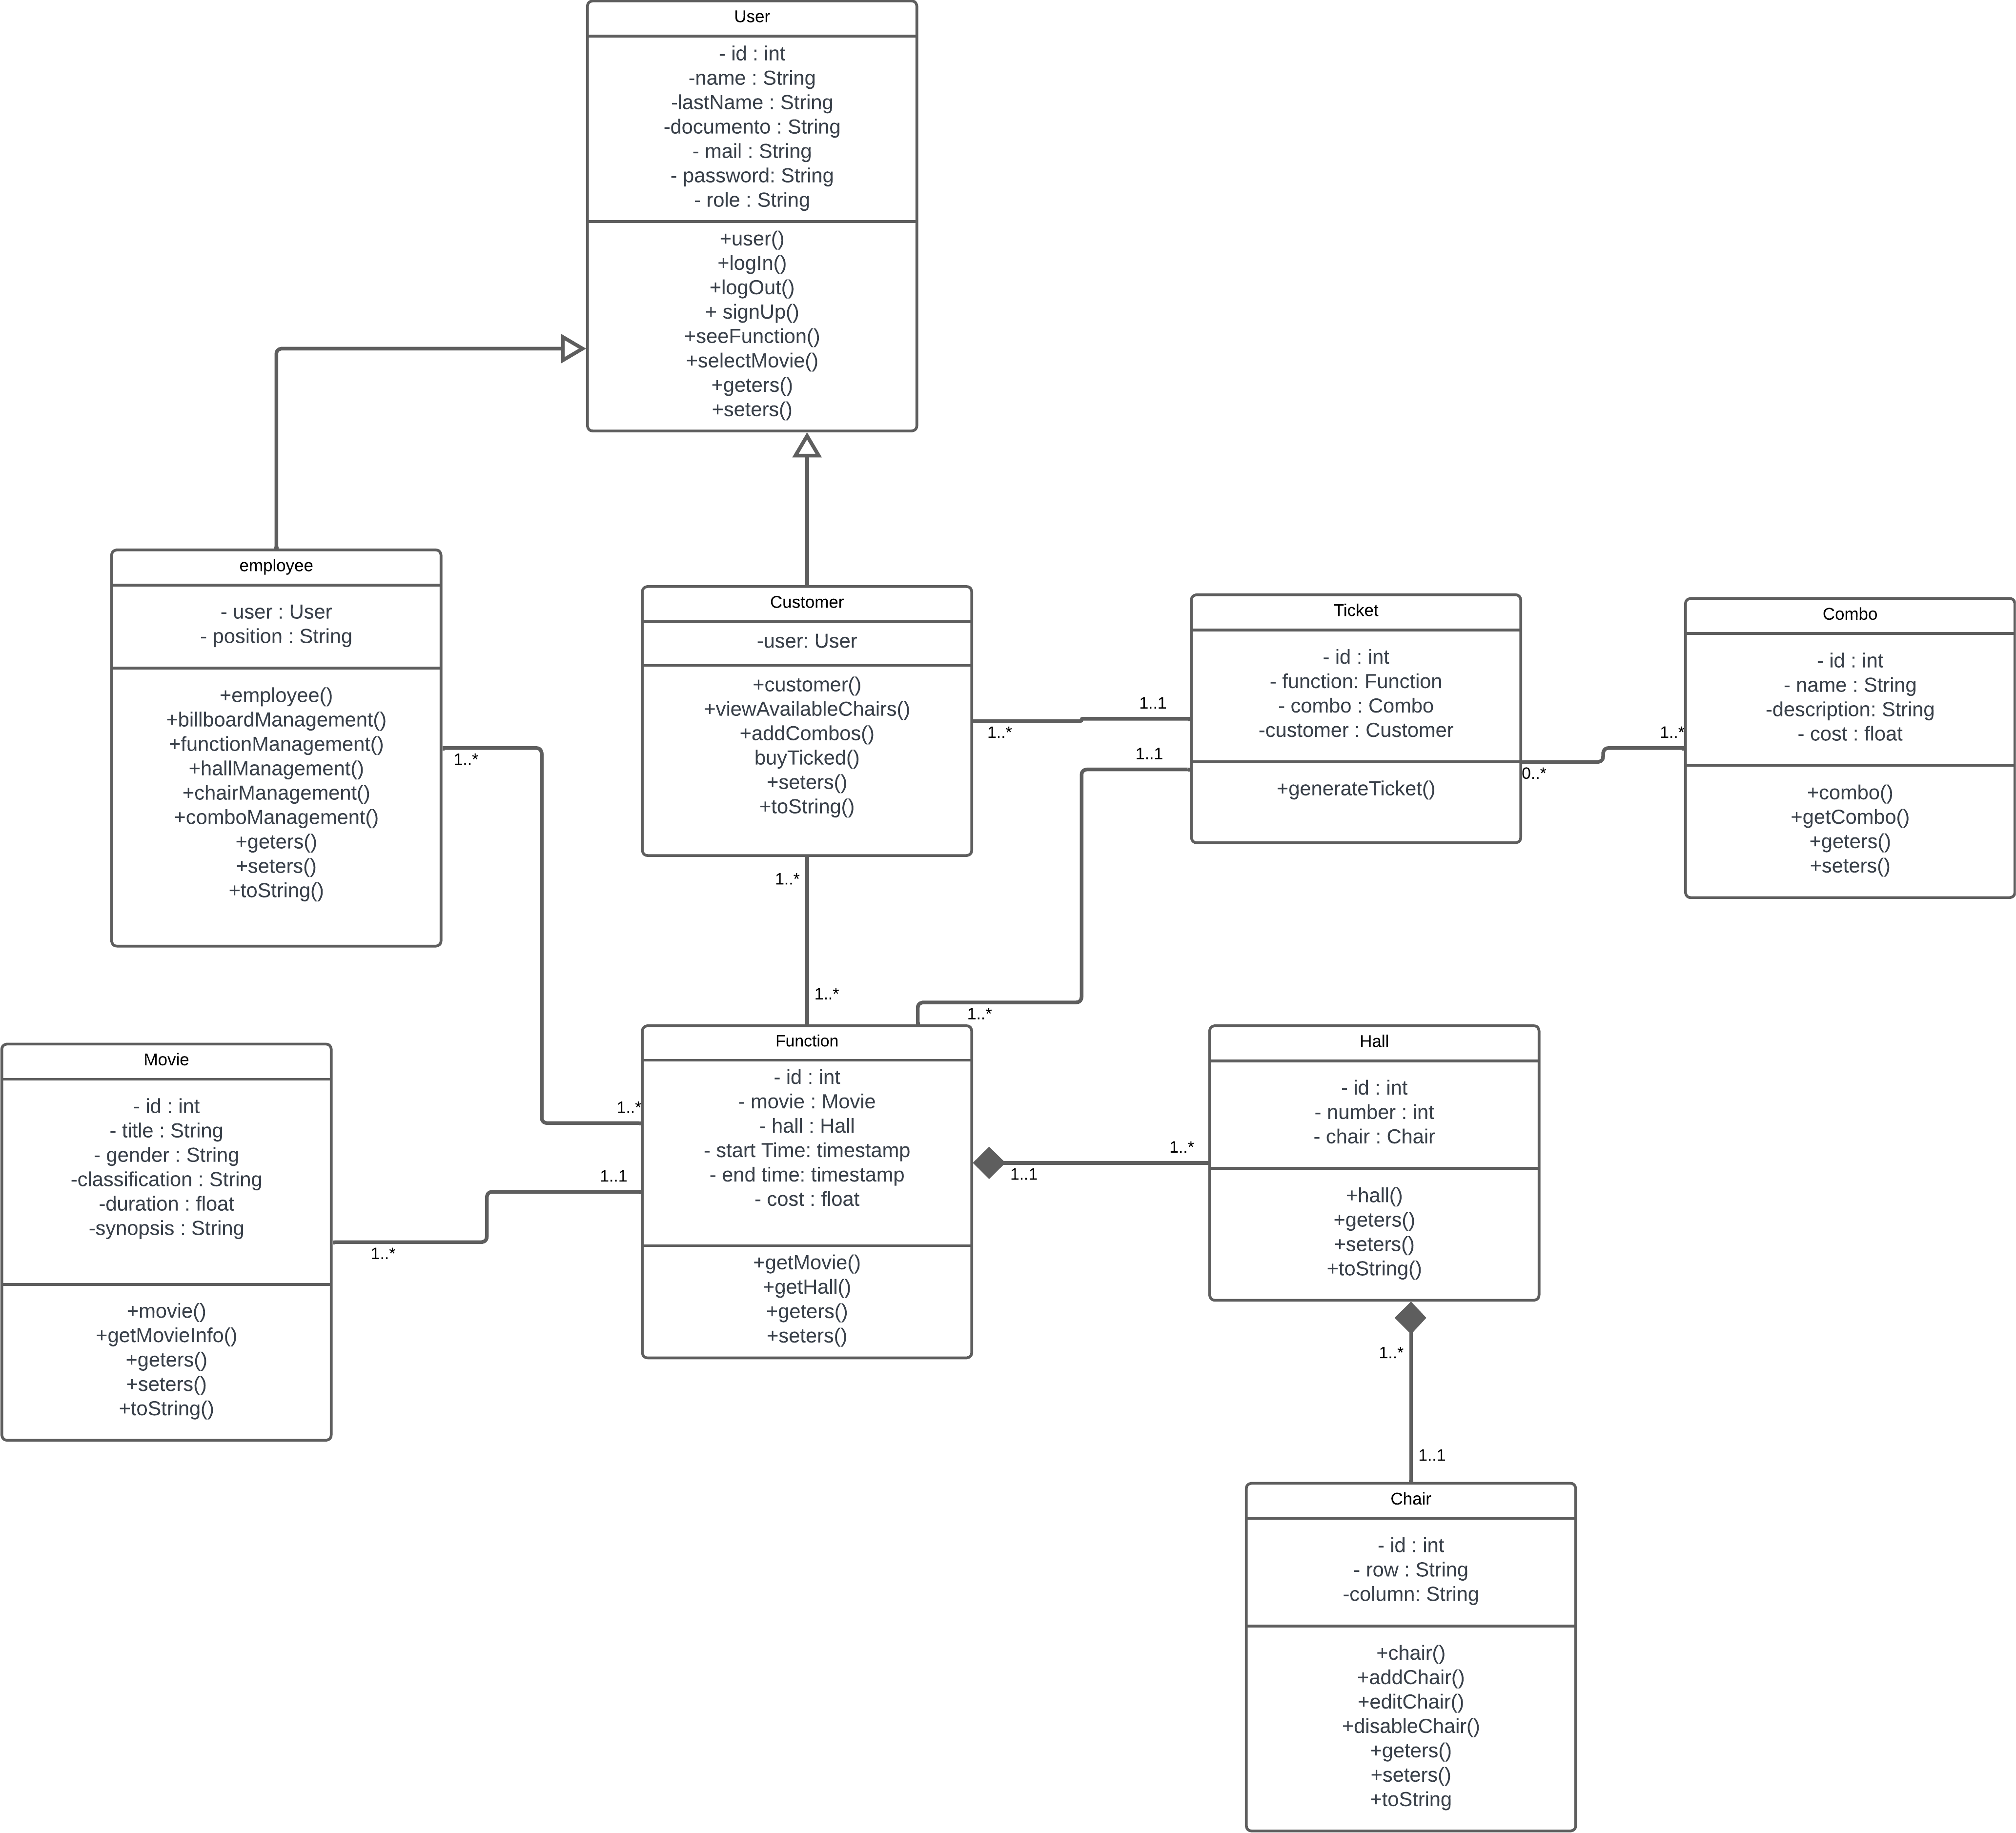 User
- id : int
-name : String
-lastName : String
-documento : String
- mail : String
- password: String
- role : String
+user()
+logIn()
+logOut()
+ signUp()
+seeFunction()
+selectMovie()
+geters()
+seters()
employee
- user : User
- position : String
+employee()
+billboardManagement()
+functionManagement()
+hallManagement()
+chairManagement()
+comboManagement()
+geters()
+seters()
+toString()
1..*
Customer
-user: User
+customer()
+viewAvailableChairs()
+addCombos()
buyTicked()
+seters()
+toString()
1..*
1..1
1..1
1..*
1..*
1..*
Ticket
- id : int
- function: Function
- combo : Combo
-customer : Customer
+generateTicket()
0..*
1..*
Combo
- id : int
- name : String
-description: String
- cost : float
+combo()
+getCombo()
+geters()
+seters()
Movie
- id : int
- title : String
- gender : String
-classification : String
-duration : float
-synopsis : String
+movie()
+getMovieInfo()
+geters()
+seters()
+toString()
1..*
1..*
1..1
Function
- id : int
- movie : Movie
- hall : Hall
- start Time: timestamp
- end time: timestamp
- cost : float
+getMovie()
+getHall()
+geters()
+seters()
1..1
1..*
Hall
- id : int
- number : int
- chair : Chair
+hall()
+geters()
+seters()
+toString()
1..*
1..1
Chair
- id : int
- row : String
-column: String
+chair()
+addChair()
+editChair()
+disableChair()
+geters()
+seters()
+toString